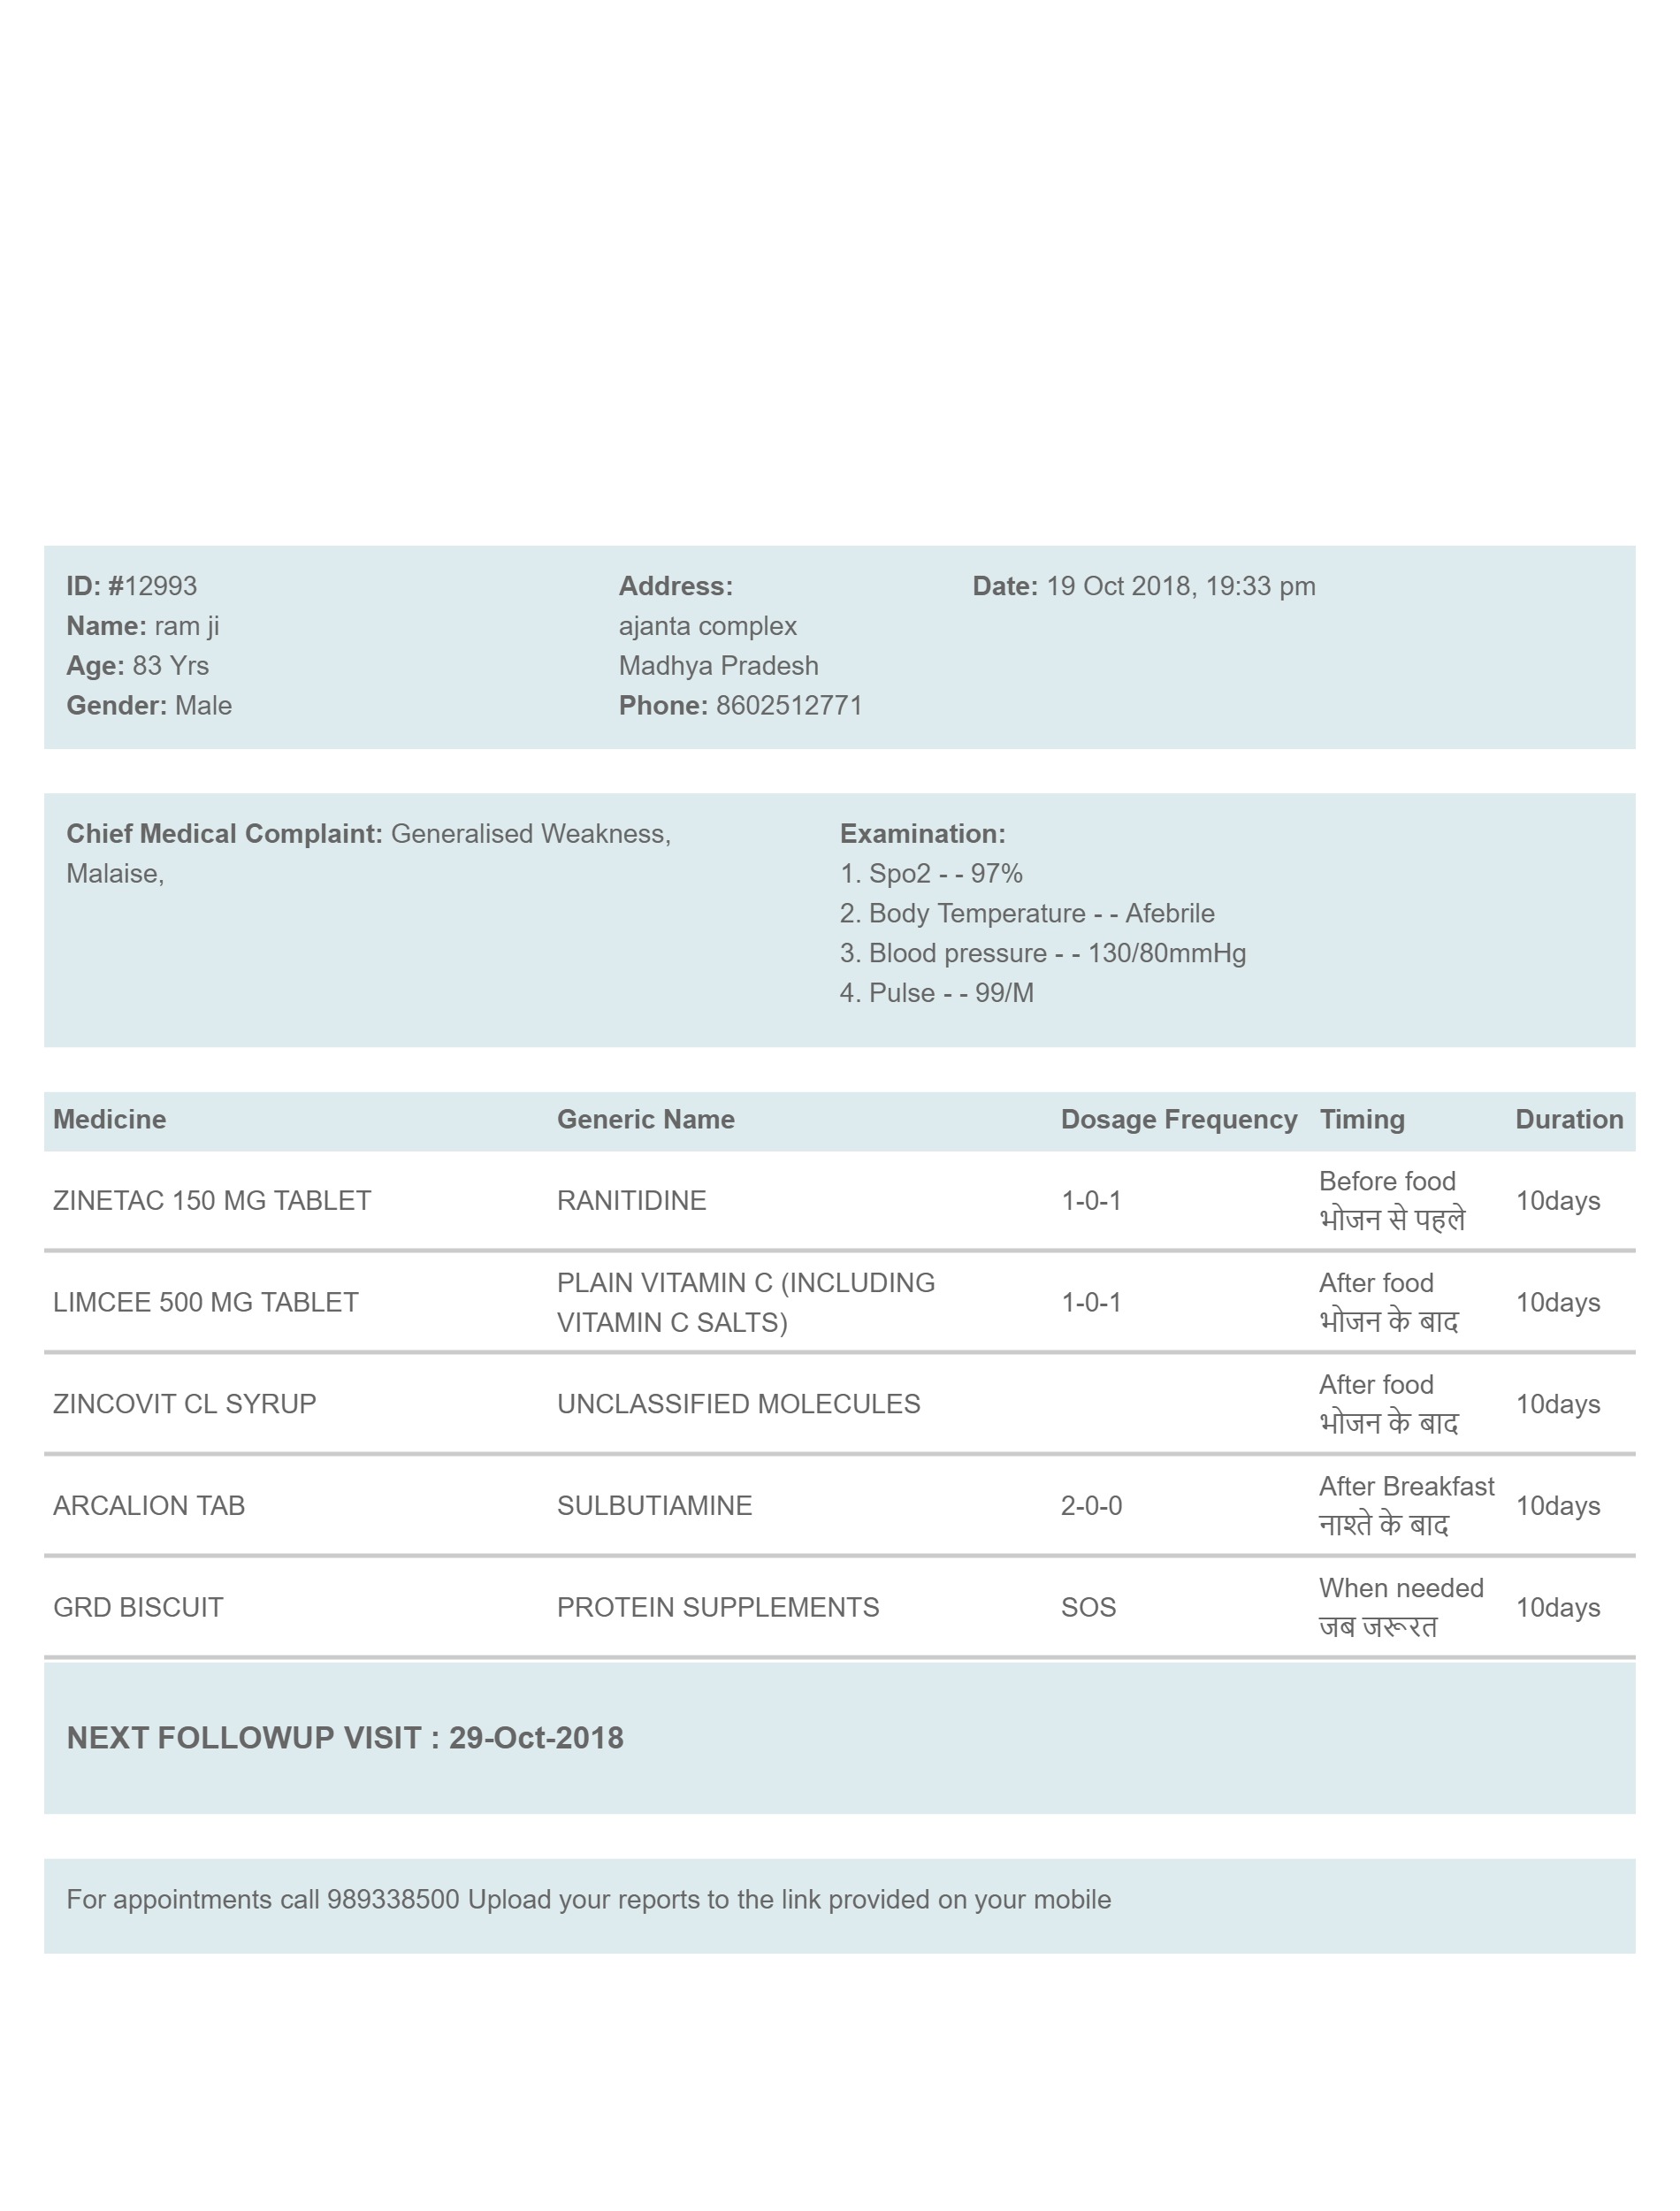 ID: #12993
Name: ram ji
Age: 83 Yrs
Gender: Male
Address:
ajanta complex
Madhya Pradesh
Phone: 8602512771
Date: 19 Oct 2018, 19:33 pm
Chief Medical Complaint: Generalised Weakness,
Malaise,
Examination:
1. Spo2 - - 97%
2. Body Temperature - - Afebrile
3. Blood pressure - - 130/80mmHg
4. Pulse - - 99/M
Medicine Generic Name Dosage Frequency Timing Duration
ZINETAC 150 MG TABLET RANITIDINE 1-0-1 Before food भोजन से पहले 10days
LIMCEE 500 MG TABLET PLAIN VITAMIN C (INCLUDING VITAMIN C SALTS) 1-0-1 After food भोजन के बाद 10days
ZINCOVIT CL SYRUP UNCLASSIFIED MOLECULES After food भोजन के बाद 10days
ARCALION TAB SULBUTIAMINE 2-0-0 After Breakfast नाश्ते के बाद 10days
GRD BISCUIT PROTEIN SUPPLEMENTS SOS When needed जब जरूरत 10days
NEXT FOLLOWUP VISIT : 29-Oct-2018
For appointments call 989338500 Upload your reports to the link provided on your mobile